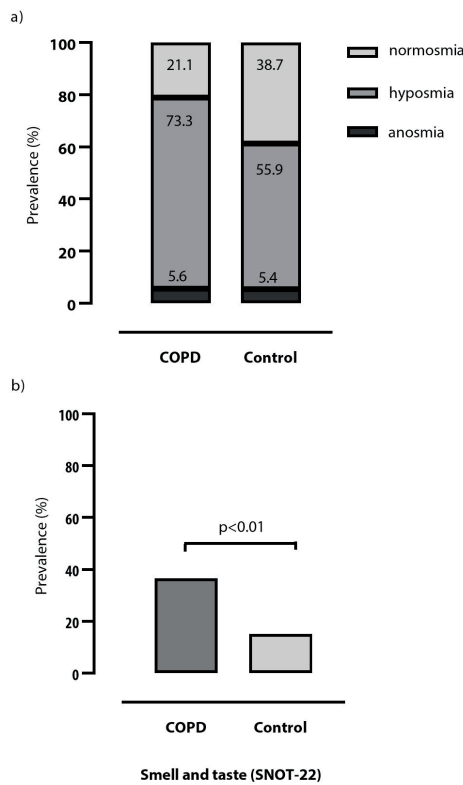 a)
100
80
60
40
20
0
Prevalence (%)
21.1
73.3
5.6
38.7
55.9
5.4
normosmia
hyposmia
anosmia
COPD Control
b)
100
80
60
40
20
0
Prevalence (%)
p<0.01
COPD Control
Smell and taste (SNOT-22)